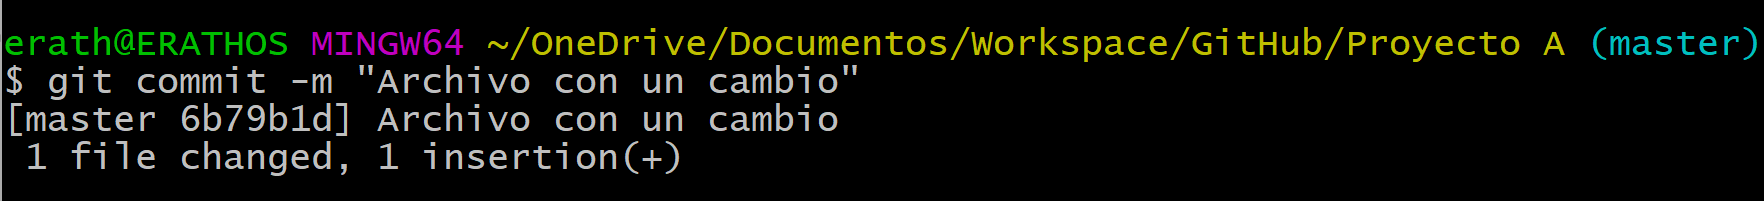 erath@ERATHOS MINGW64 ~/OneDrive/Documentos/Workspace/GitHub/Proyecto A (master)
$ git commit -m "Archivo con un cambio"
[master 6b79b1d] Archivo con un cambio
 1 file changed, 1 insertion(+)